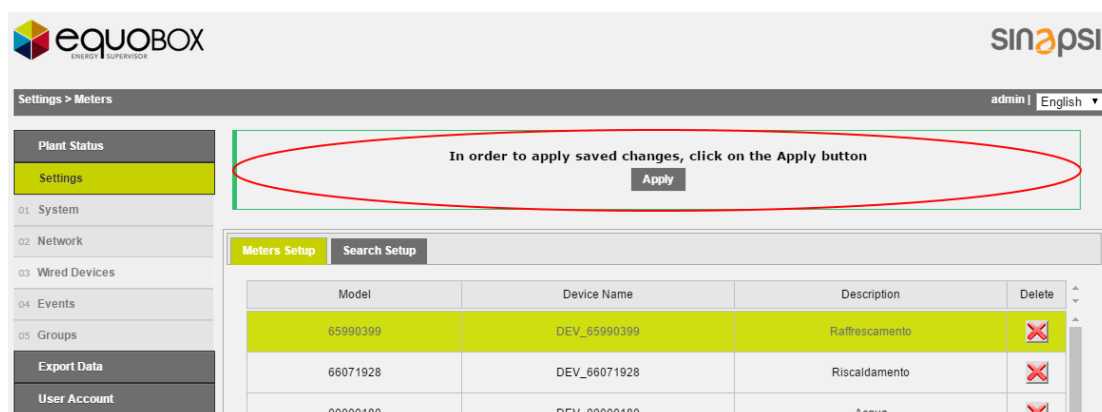 equoBOX
ENERGY SUPERVISOR
sinapsi
Settings > Meters
admin | English
Plant Status
Settings
01 System
02 Network
03 Wired Devices
04 Events
05 Groups
Export Data
User Account
In order to apply saved changes, click on the Apply button
Apply
Meters Setup Search Setup
Model Device Name Description Delete
65990399 DEV_65990399 Raffrescamento
66071928 DEV_66071928 Riscaldamento